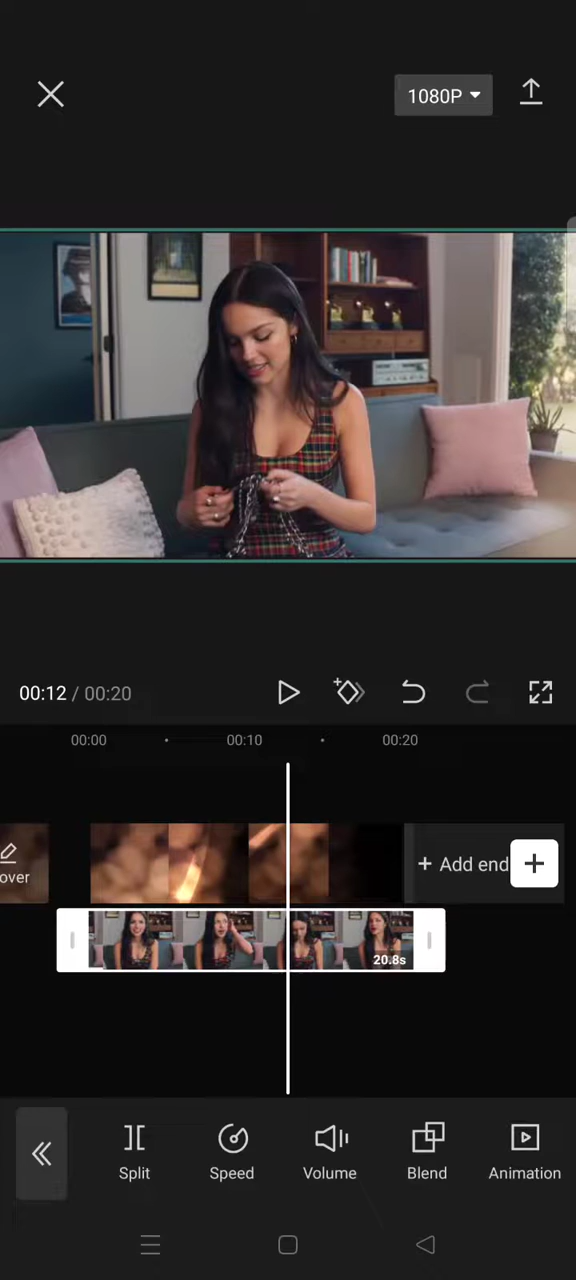 1080P
00:12 / 00:20
00:00
00:10
00:20
over
+ Add end
20.8s
Split
Speed
Volume
Blend
Animation